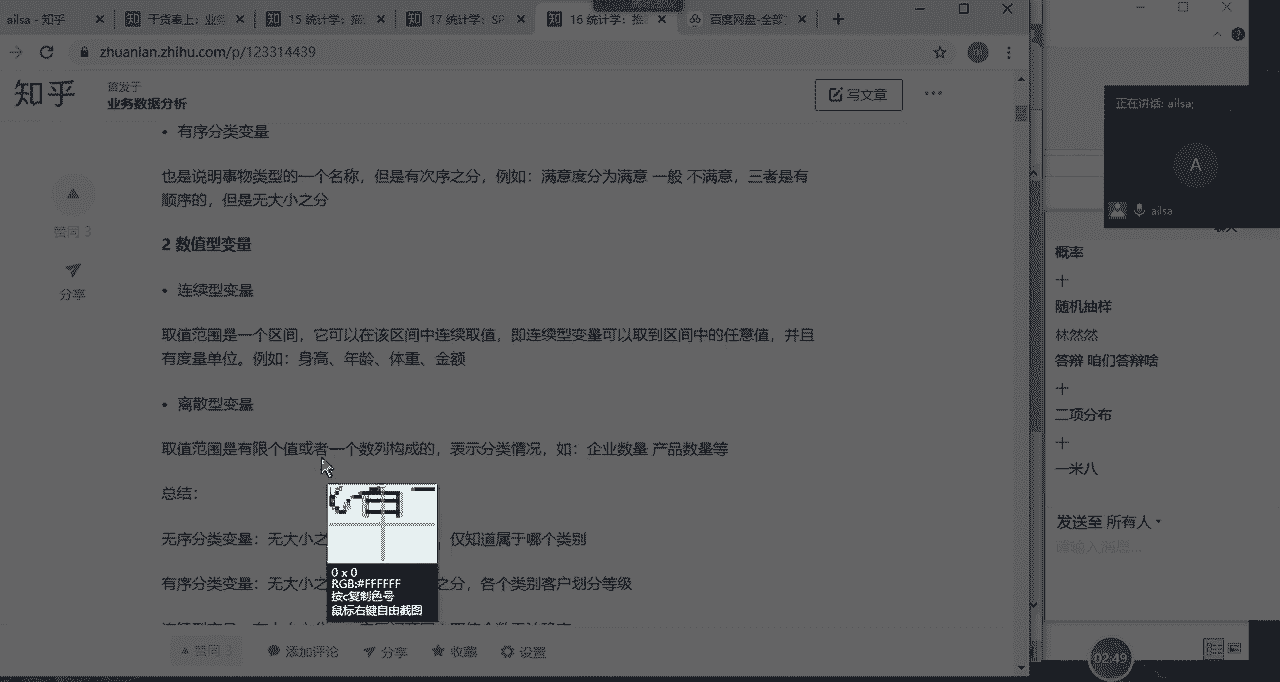 ailsa - 知乎
干货奉上：业务
15 统计学：
17 统计学：SP
16 统计学：推
百度网盘-全部
zhuanlan.zhihu.com/p/123314439
知乎
首发于
业务数据分析
写文章
• 有序分类变量
也是说明事物类型的一个名称，但是有次序之分，例如：满意度分为满意 一般 不满意，三者是有
顺序的，但是无大小之分
赞同 3
分享
2 数值型变量
• 连续型变量
取值范围是一个区间，它可以在该区间中连续取值，即连续型变量可以取到区间中的任意值，并且
有度量单位。例如：身高、年龄、体重、金额
• 离散型变量
取值范围是有限个值或者一个数列构成的，表示分类情况，如：企业数量 产品数量等
总结：
无序分类变量：无大小之 仅知道属于哪个类别
有序分类变量：无大小之 之分，各个类别客户划分等级
0 x 0
RGB:#FFFFFF
按c复制色号
鼠标右键自由截图
赞同 3
添加评论
分享
收藏
设置
正在讲话: ailsa;
A
ailsa
概率
十
随机抽样
林然然
答辩 咱们答辩啥
十
二项分布
十
一米八
发送至 所有人
请输入消息...
02:49